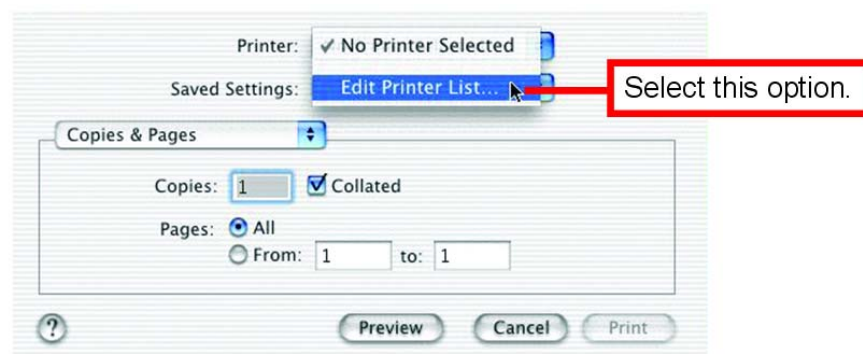 Printer: ✓ No Printer Selected
Saved Settings: Edit Printer List...
Select this option.
Copies & Pages
Copies: 1 Collated
Pages: All
From: 1 to: 1
? Preview Cancel Print